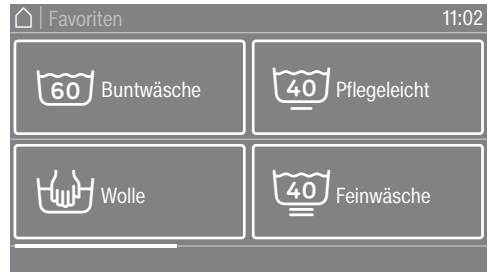 Favoriten 11:02
60 Buntwäsche
40 Pflegeleicht
Wolle
40 Feinwäsche